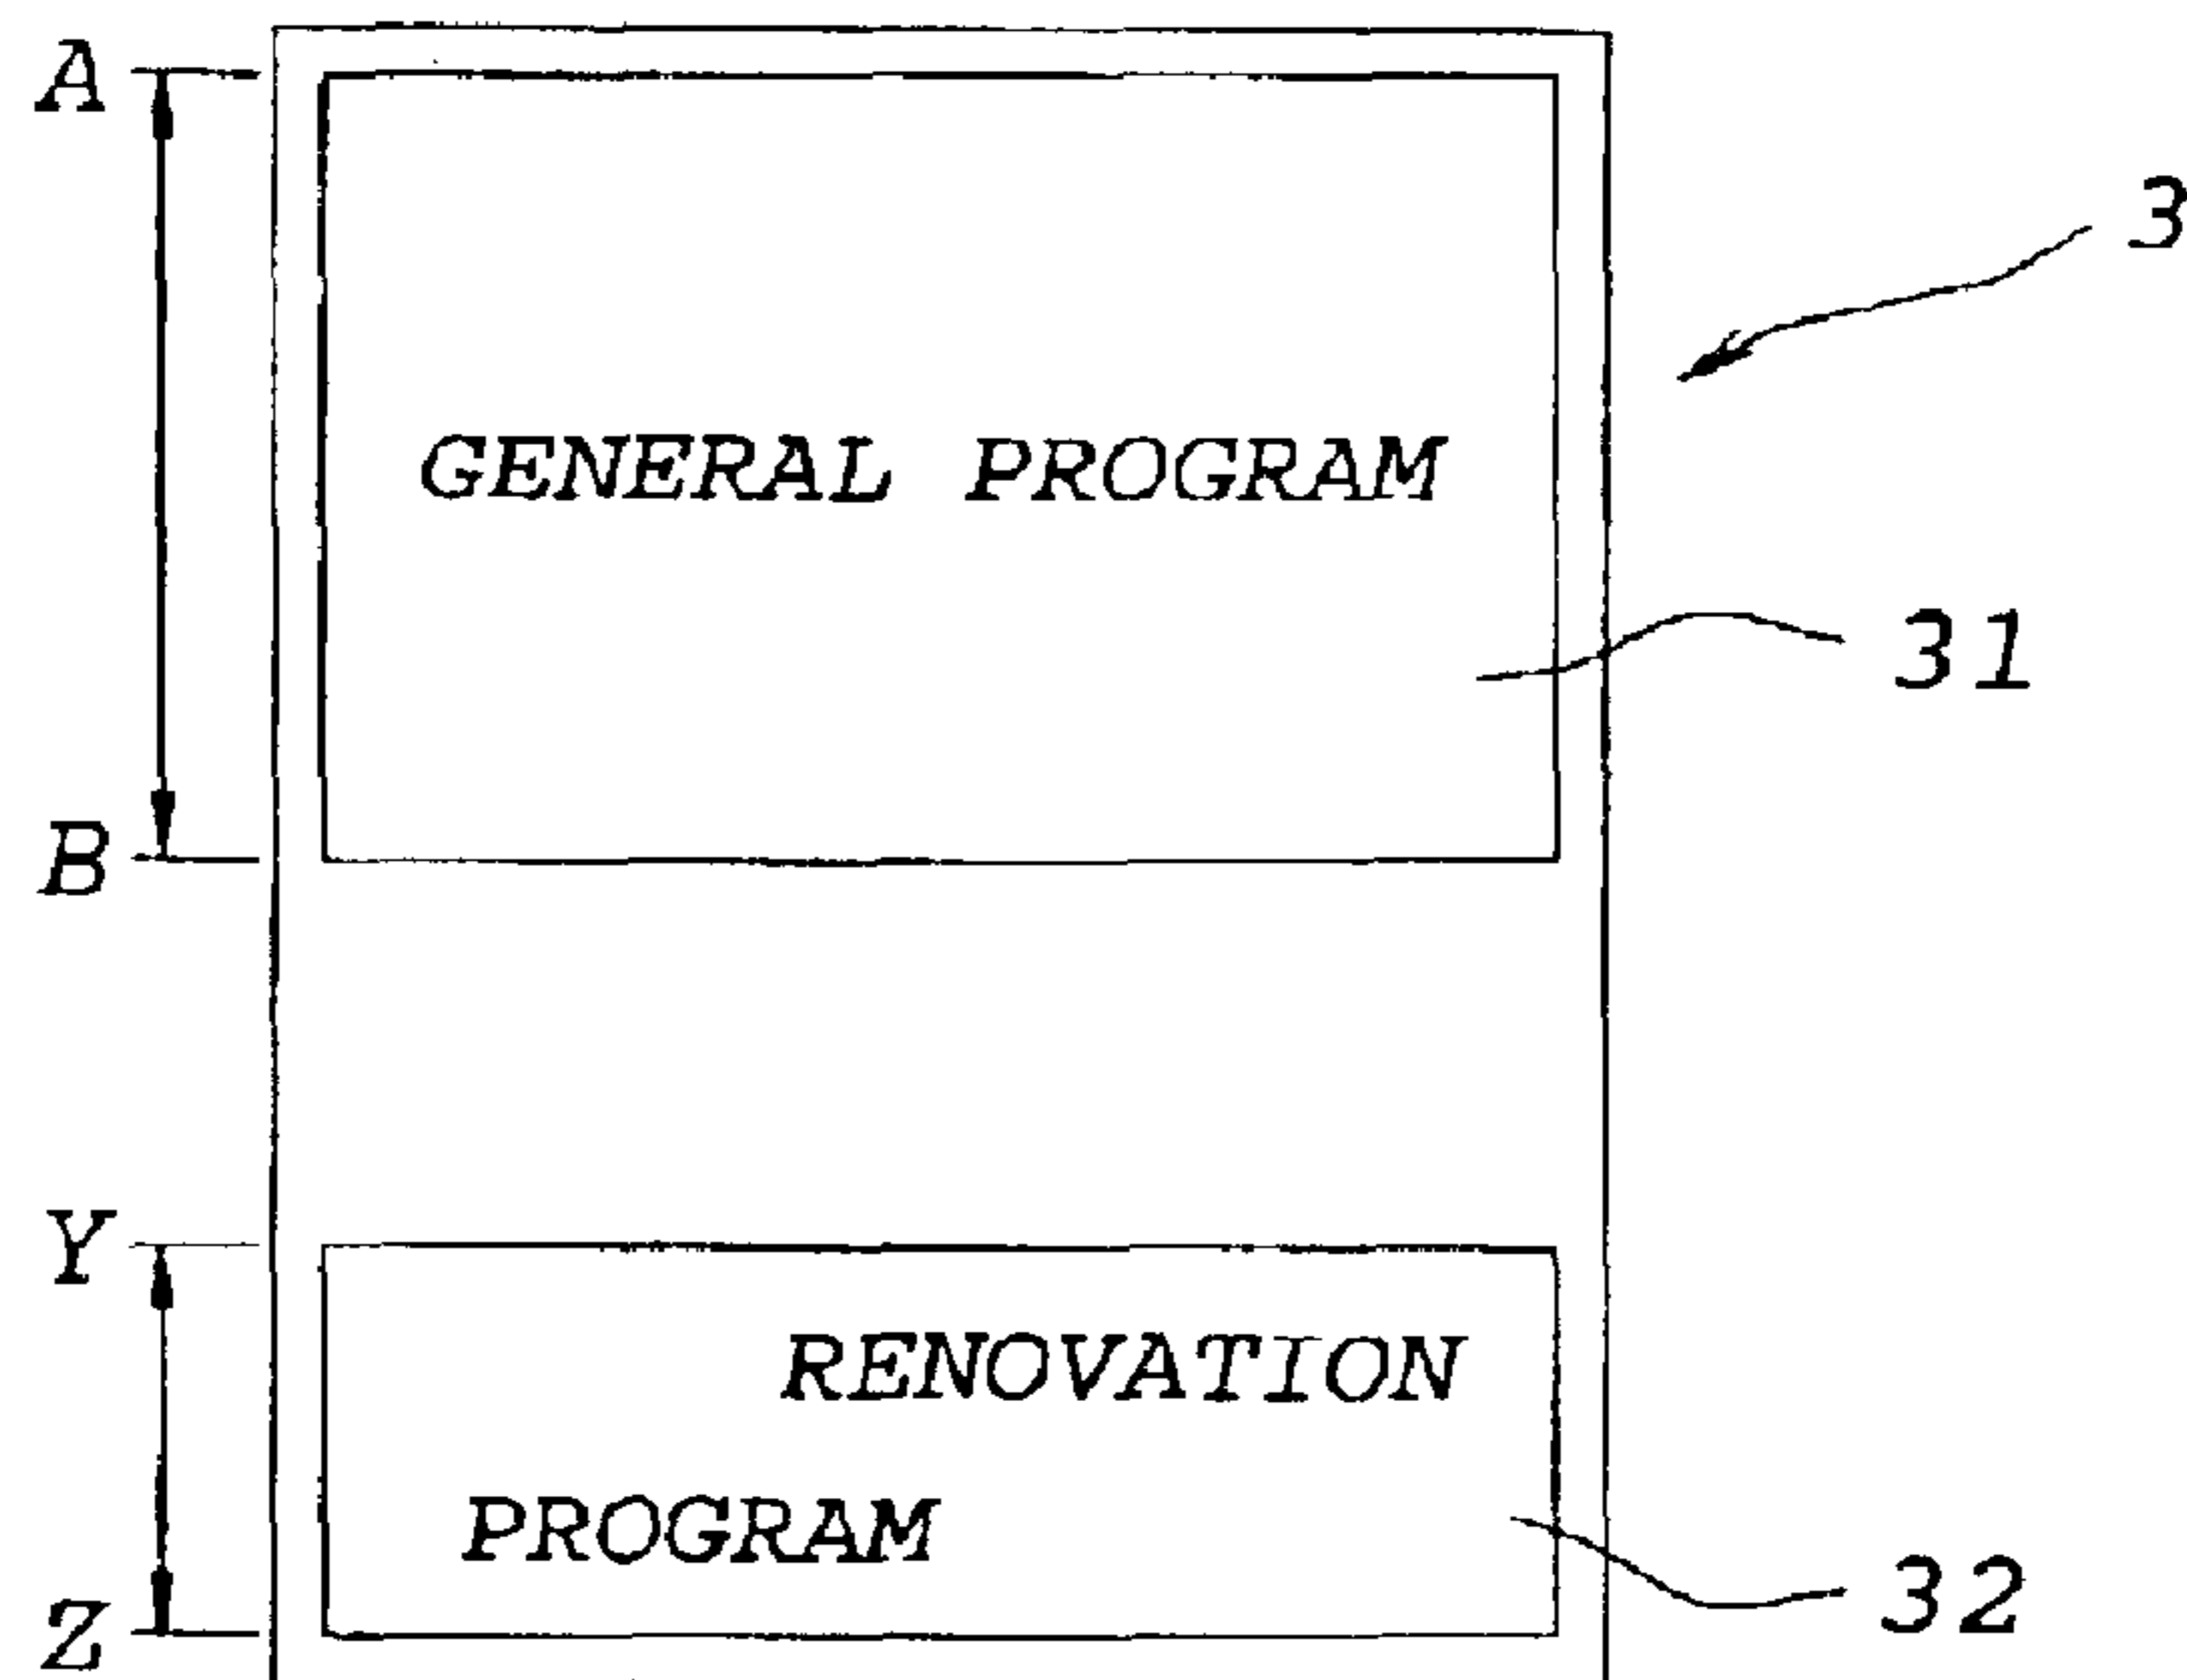 A
3
GENERAL PROGRAM
31
B
Y
RENOVATION
PROGRAM
32
Z